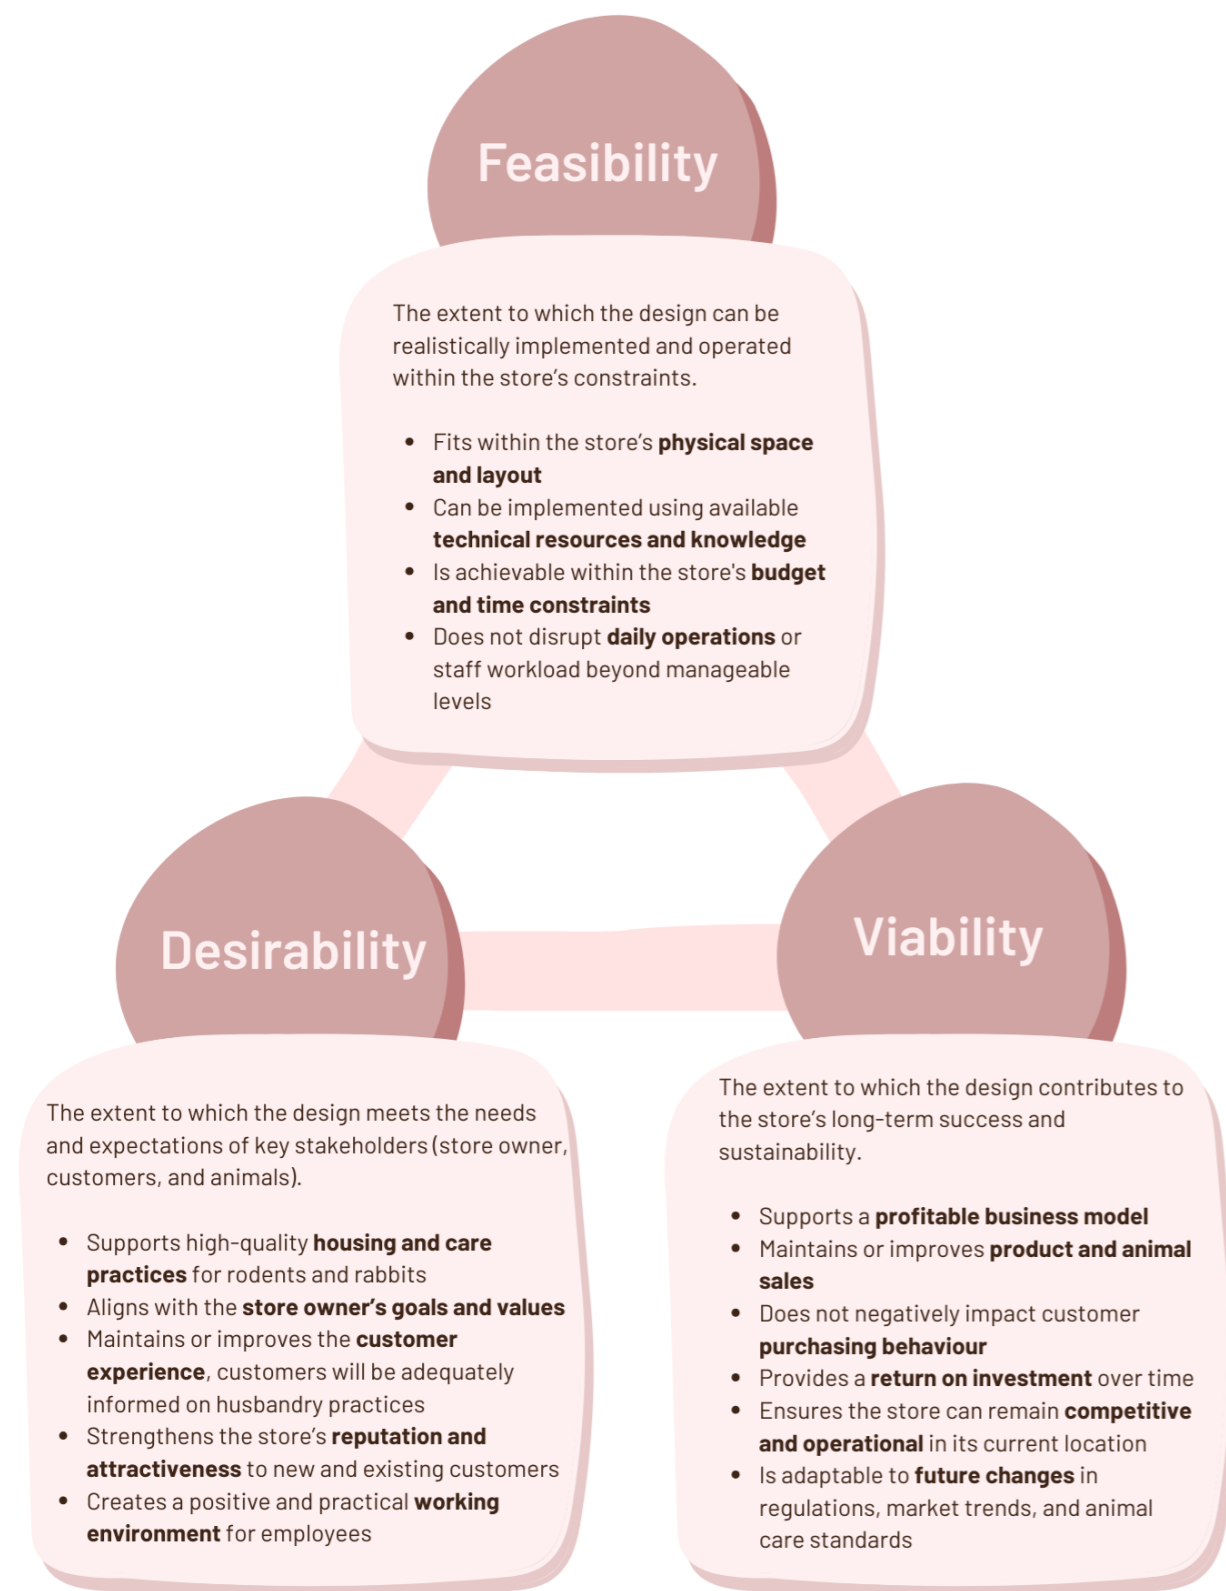 Feasibility
The extent to which the design can be
realistically implemented and operated
within the store’s constraints.
• Fits within the store’s physical space
and layout
• Can be implemented using available
technical resources and knowledge
• Is achievable within the store's budget
and time constraints
• Does not disrupt daily operations or
staff workload beyond manageable
levels
Desirability
The extent to which the design meets the needs
and expectations of key stakeholders (store owner,
customers, and animals).
• Supports high-quality housing and care
practices for rodents and rabbits
• Aligns with the store owner’s goals and values
• Maintains or improves the customer
experience, customers will be adequately
informed on husbandry practices
• Strengthens the store’s reputation and
attractiveness to new and existing customers
• Creates a positive and practical working
environment for employees
Viability
The extent to which the design contributes to
the store’s long-term success and
sustainability.
• Supports a profitable business model
• Maintains or improves product and animal
sales
• Does not negatively impact customer
purchasing behaviour
• Provides a return on investment over time
• Ensures the store can remain competitive
and operational in its current location
• Is adaptable to future changes in
regulations, market trends, and animal
care standards